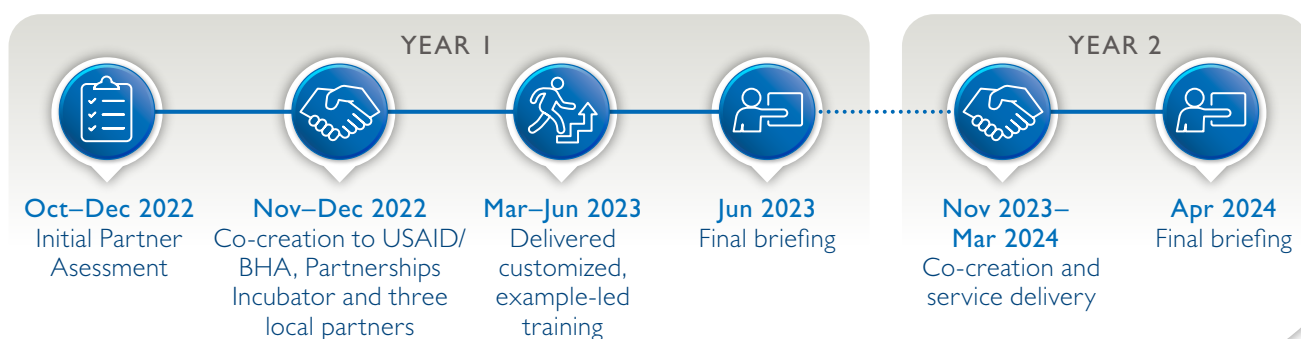 YEAR 1
Oct–Dec 2022
Initial Partner
Asessment
Nov–Dec 2022
Co-creation to USAID/
BHA, Partnerships
Incubator and three
local partners
Mar–Jun 2023
Delivered
customized,
example-led
training
Jun 2023
Final briefing
YEAR 2
Nov 2023–
Mar 2024
Co-creation and
service delivery
Apr 2024
Final briefing